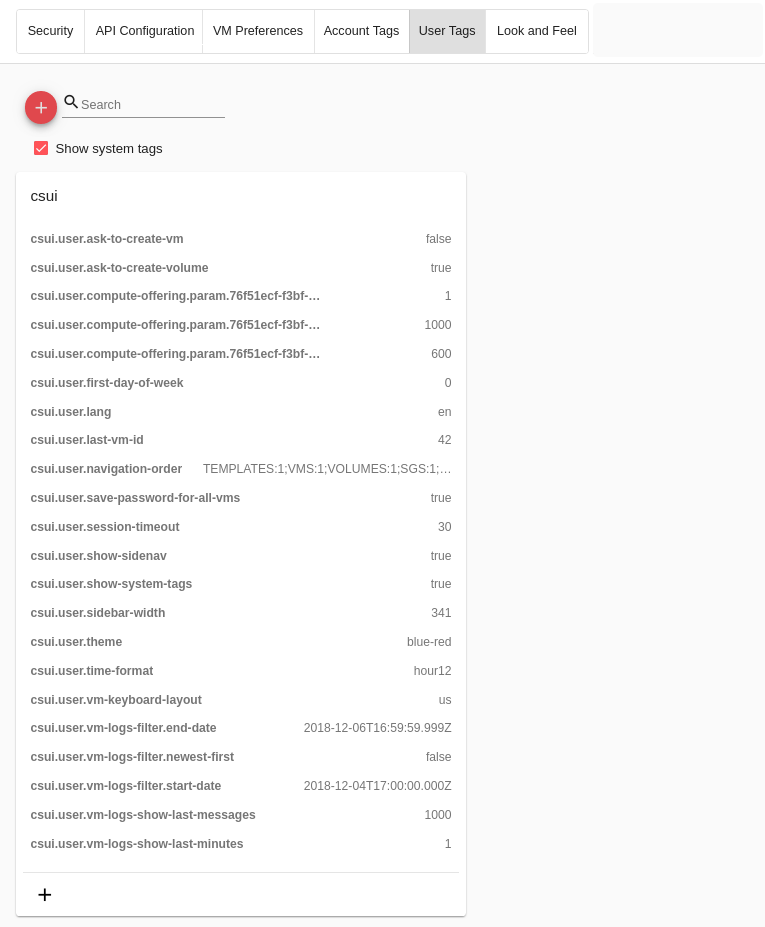 Security API Configuration VM Preferences Account Tags User Tags Look and Feel
Search
Show system tags
csui
csui.user.ask-to-create-vm false
csui.user.ask-to-create-volume true
csui.user.compute-offering.param.76f51ecf-f3bf-… 1
csui.user.compute-offering.param.76f51ecf-f3bf-… 1000
csui.user.compute-offering.param.76f51ecf-f3bf-… 600
csui.user.first-day-of-week 0
csui.user.lang en
csui.user.last-vm-id 42
csui.user.navigation-order TEMPLATES:1;VMS:1;VOLUMES:1;SGS:1;…
csui.user.save-password-for-all-vms true
csui.user.session-timeout 30
csui.user.show-sidenav true
csui.user.show-system-tags true
csui.user.sidebar-width 341
csui.user.theme blue-red
csui.user.time-format hour12
csui.user.vm-keyboard-layout us
csui.user.vm-logs-filter.end-date 2018-12-06T16:59:59.999Z
csui.user.vm-logs-filter.newest-first false
csui.user.vm-logs-filter.start-date 2018-12-04T17:00:00.000Z
csui.user.vm-logs-show-last-messages 1000
csui.user.vm-logs-show-last-minutes 1